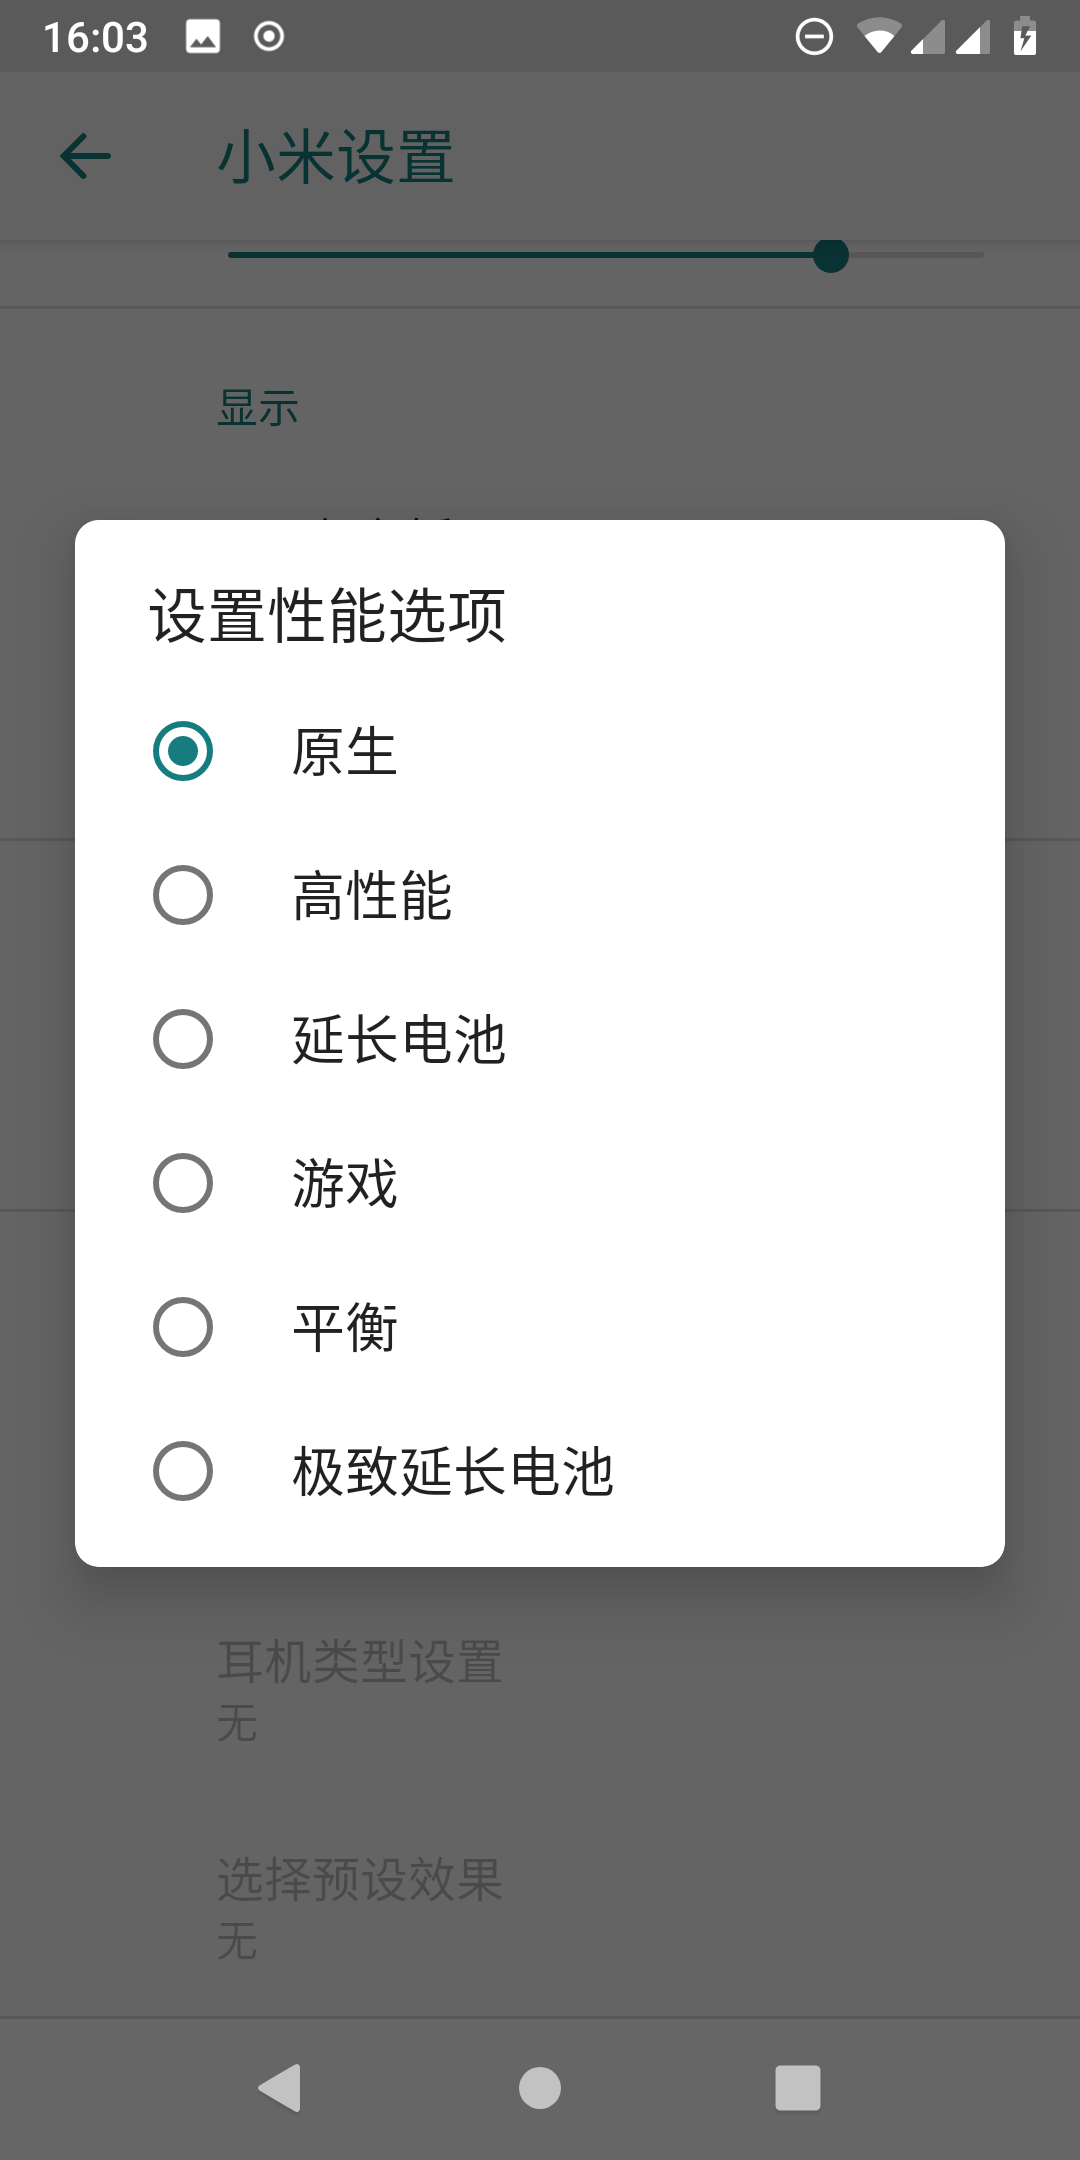 16:03
小米设置
显示
设置性能选项
原生
高性能
延长电池
游戏
平衡
极致延长电池
耳机类型设置
无
选择预设效果
无